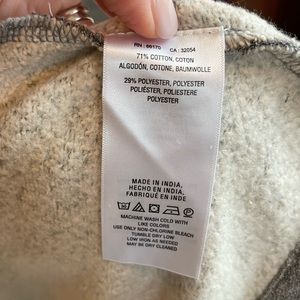 RN : 66170 CA : 32054
71% COTTON, COTON
ALGODÓN, COTONE, BAUMWOLLE
29% POLYESTER, POLYESTER
POLIÉSTER, POLIESTERE
POLYESTER
MADE IN INDIA,
HECHO EN INDIA,
FABRIQUÉ EN INDE
MACHINE WASH COLD WITH
LIKE COLORS
USE ONLY NON-CHLORINE BLEACH
TUMBLE DRY LOW
LOW IRON AS NEEDED
MAY BE DRY CLEANED